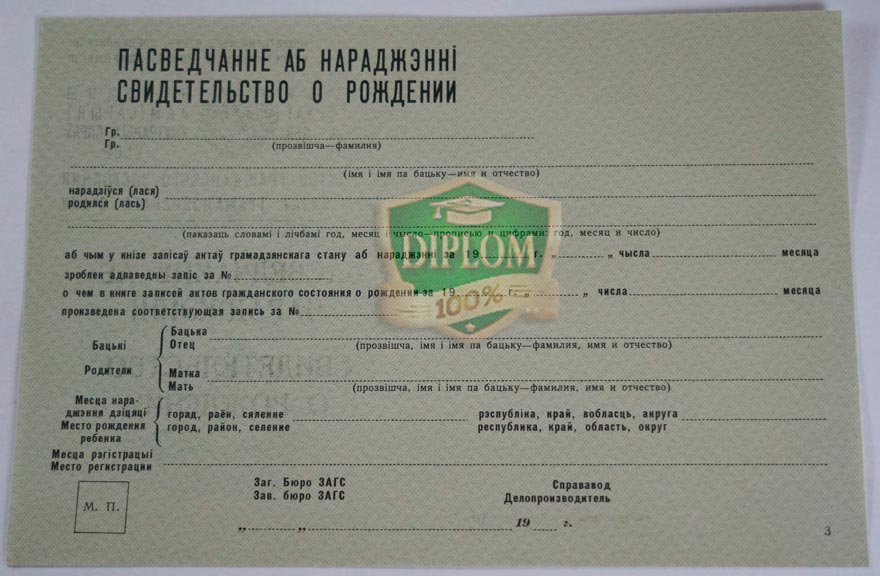 ПАСВЕДЧАННЕ АБ НАРАДЖЭННІ
СВИДЕТЕЛЬСТВО О РОЖДЕНИИ
Гр.
Гр. (прозвішча—фамилия)
(імя і імя па бацьку—имя и отчество)
нарадзіўся (лася)
родился (лась)
(паказаць словамі і лічбамі год, месяц і чысло—прописью и цифрами: год, месяц и число)
DIPLOM
аб чым у кнізе запісаў актаў грамадзянскага стану аб нараджэнні за 19 г. „ „ чысла месяца
зроблен адпаведны запіс за №
о чем в книге записей актов гражданского состояния о рождении за 19 г. „ „ числа месяца
100%
произведена соответствующая запись за №
Бацькі
Родители
Бацька
Отец (прозвішча, імя і імя па бацьку—фамилия, имя и отчество)
Матка
Мать (прозвішча, імя і імя па бацьку—фамилия, имя и отчество)
Месца нара-
джэння дзіцяці
Место рождения
ребенка
горад, раён, сяленне рэспубліка, край, вобласць, акруга
город, район, селение республика, край, область, округ
Месца рэгістрацыі
Место регистрации
Заг. Бюро ЗАГС Справавод
Зав. бюро ЗАГС Делопроизводитель
М. П.
„ „ 19 г.
3